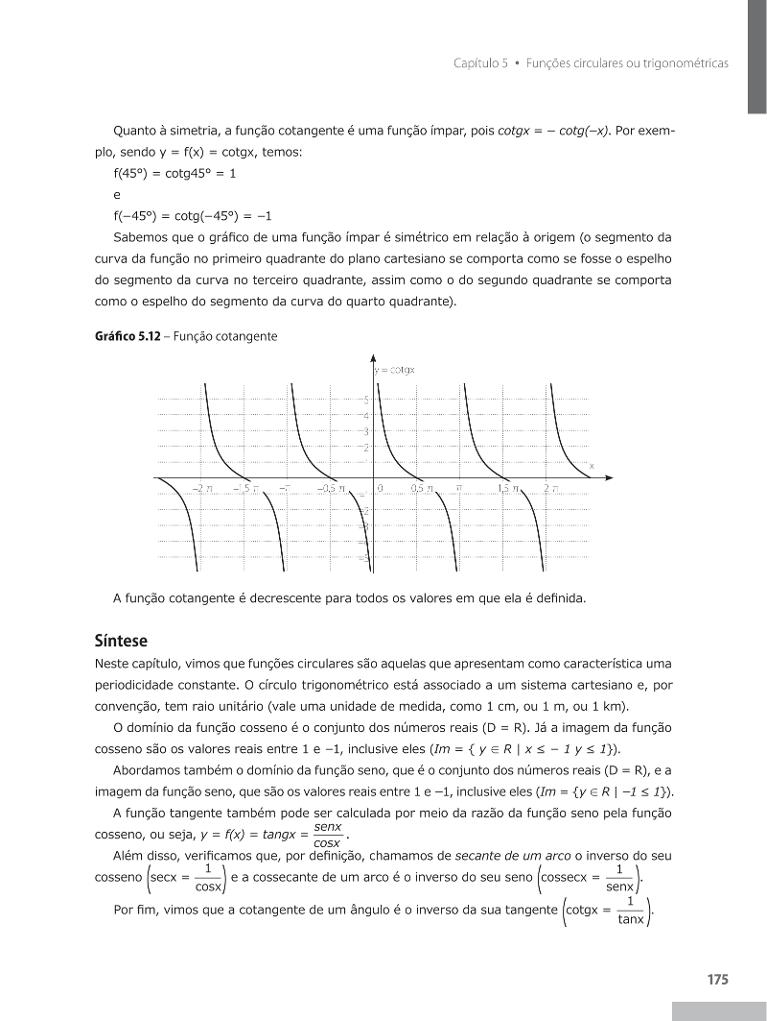 Capítulo 5 • Funções circulares ou trigonométricas
Quanto à simetria, a função cotangente é uma função ímpar, pois cotgx = − cotg(−x). Por exem-
plo, sendo y = f(x) = cotgx, temos:
f(45°) = cotg45° = 1
e
f(−45°) = cotg(−45°) = −1
Sabemos que o gráfico de uma função ímpar é simétrico em relação à origem (o segmento da
curva da função no primeiro quadrante do plano cartesiano se comporta como se fosse o espelho
do segmento da curva no terceiro quadrante, assim como o do segundo quadrante se comporta
como o espelho do segmento da curva do quarto quadrante).
Gráfico 5.12 – Função cotangente
y = cotgx
5
4
3
2
x
−2 π −1,5 π −π −0,5 π 0 0,5 π π 1,5 π 2 π
−2
−3
−5
A função cotangente é decrescente para todos os valores em que ela é definida.
Síntese
Neste capítulo, vimos que funções circulares são aquelas que apresentam como característica uma
periodicidade constante. O círculo trigonométrico está associado a um sistema cartesiano e, por
convenção, tem raio unitário (vale uma unidade de medida, como 1 cm, ou 1 m, ou 1 km).
O domínio da função cosseno é o conjunto dos números reais (D = R). Já a imagem da função
cosseno são os valores reais entre 1 e −1, inclusive eles (Im = { y ∈ R | x ≤ − 1 y ≤ 1}).
Abordamos também o domínio da função seno, que é o conjunto dos números reais (D = R), e a
imagem da função seno, que são os valores reais entre 1 e −1, inclusive eles (Im = {y ∈ R | −1 ≤ 1}).
A função tangente também pode ser calculada por meio da razão da função seno pela função
cosseno, ou seja, y = f(x) = tangx = senx/cosx .
Além disso, verificamos que, por definição, chamamos de secante de um arco o inverso do seu
cosseno (secx = 1/cosx) e a cossecante de um arco é o inverso do seu seno (cossecx = 1/senx).
Por fim, vimos que a cotangente de um ângulo é o inverso da sua tangente (cotgx = 1/tanx).
175